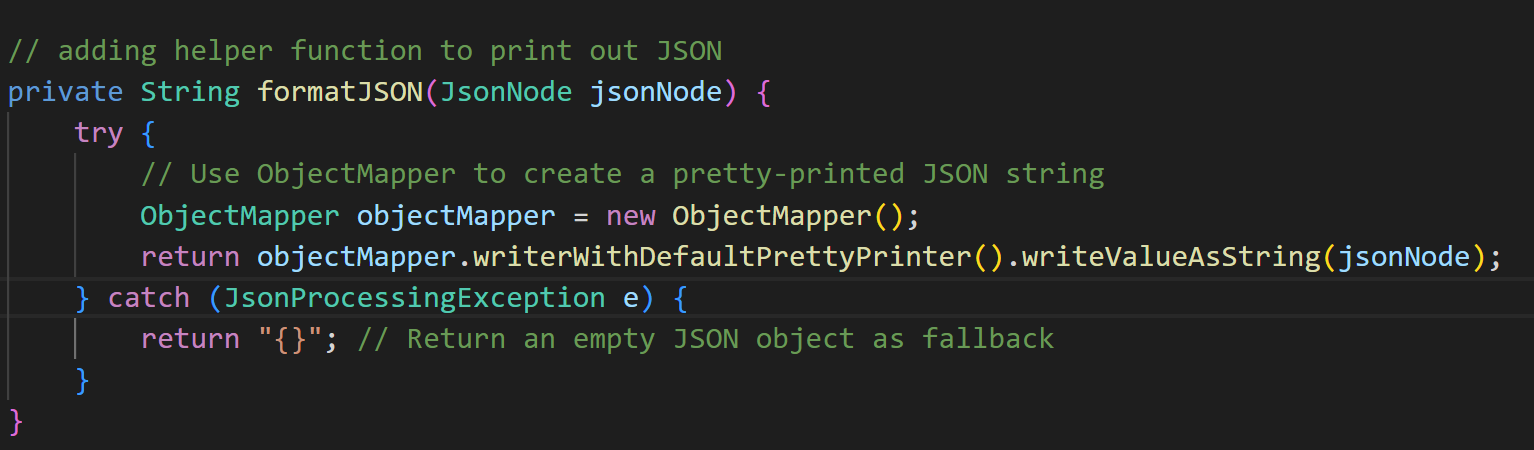 // adding helper function to print out JSON
private String formatJSON(JsonNode jsonNode) {
    try {
        // Use ObjectMapper to create a pretty-printed JSON string
        ObjectMapper objectMapper = new ObjectMapper();
        return objectMapper.writerWithDefaultPrettyPrinter().writeValueAsString(jsonNode);
    } catch (JsonProcessingException e) {
        return "{}"; // Return an empty JSON object as fallback
    }
}